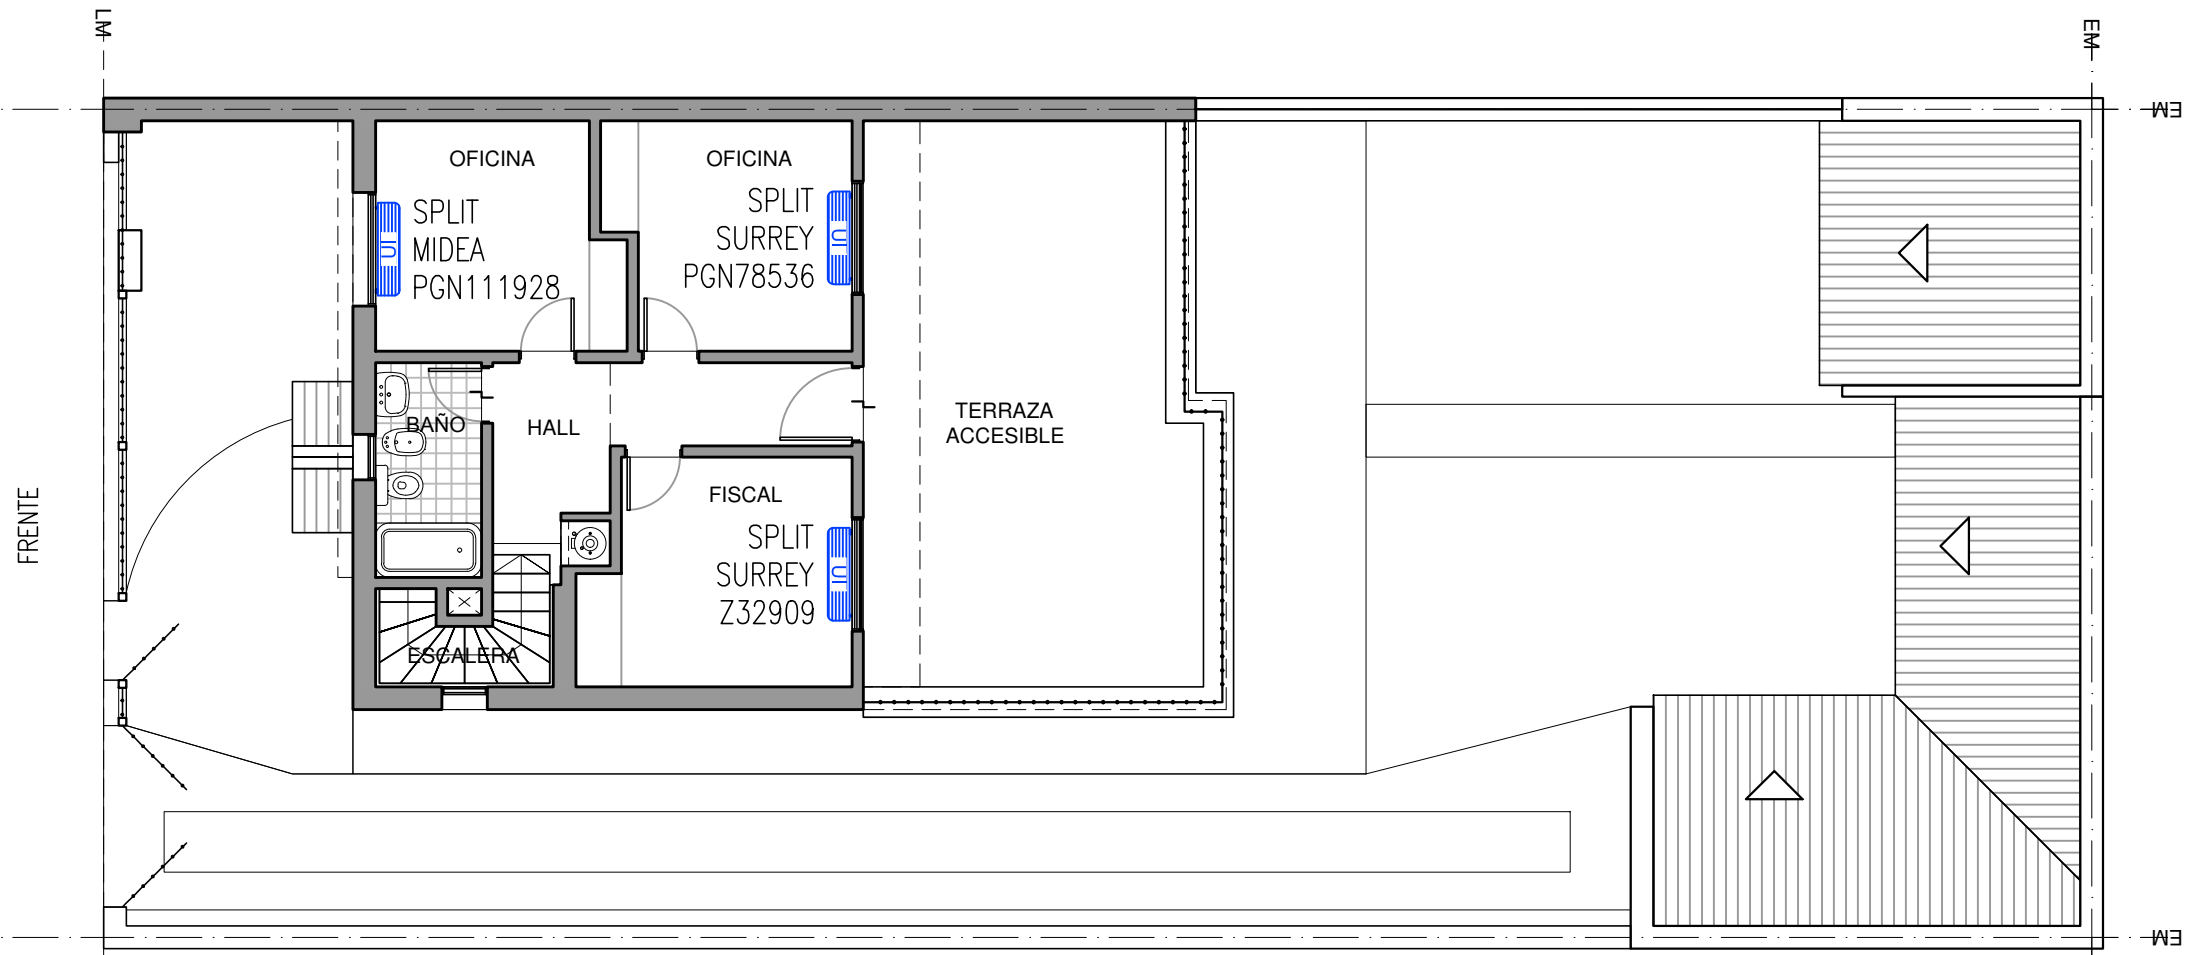 LM
EM
EM
OFICINA
SPLIT
MIDEA
PGN111928
UI
OFICINA
SPLIT
SURREY
PGN78536
UI
BAÑO
HALL
TERRAZA
ACCESIBLE
FRENTE
FISCAL
SPLIT
SURREY
Z32909
UI
ESCALERA
EM